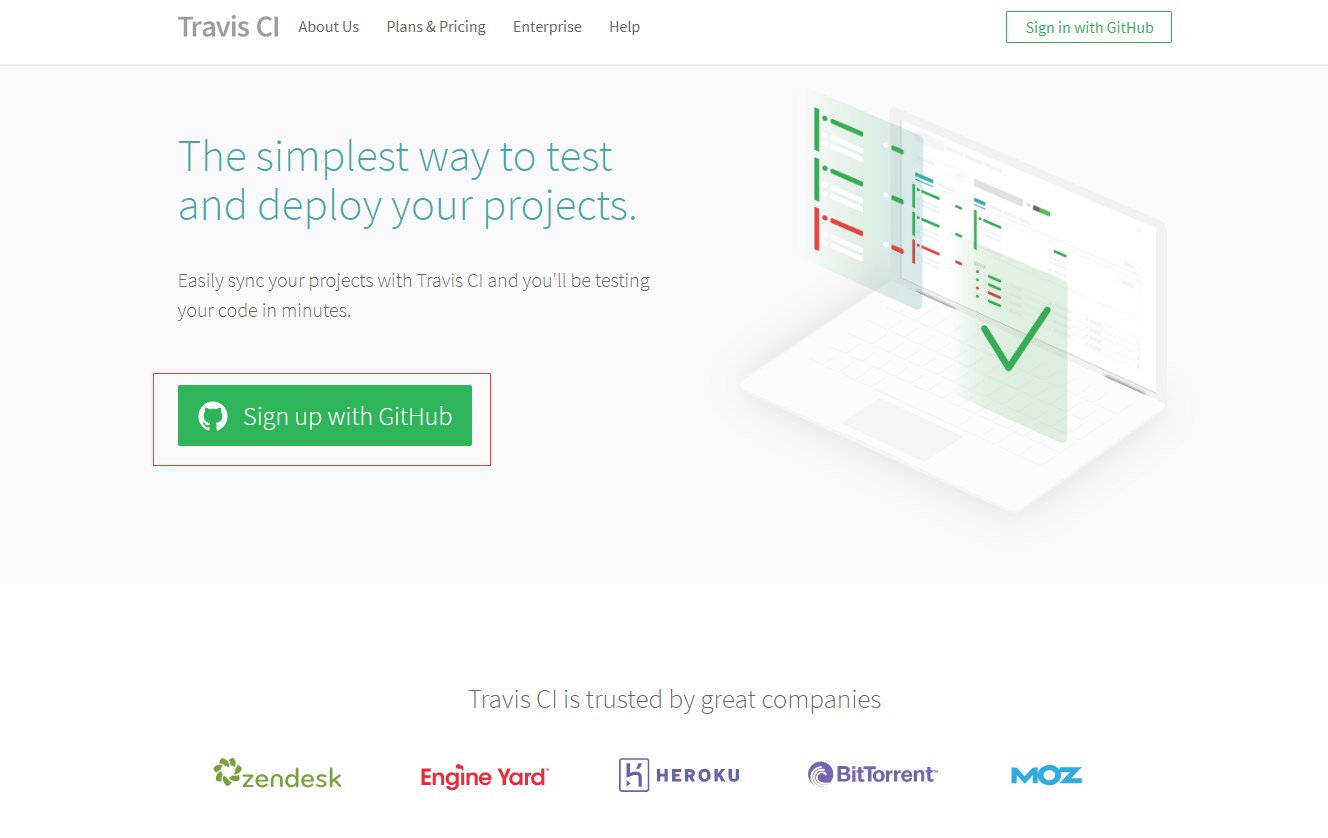 Travis CI About Us Plans & Pricing Enterprise Help Sign in with GitHub
The simplest way to test
and deploy your projects.
Easily sync your projects with Travis CI and you'll be testing
your code in minutes.
Sign up with GitHub
Travis CI is trusted by great companies
zendesk Engine Yard™ HEROKU BitTorrent™ MOZ